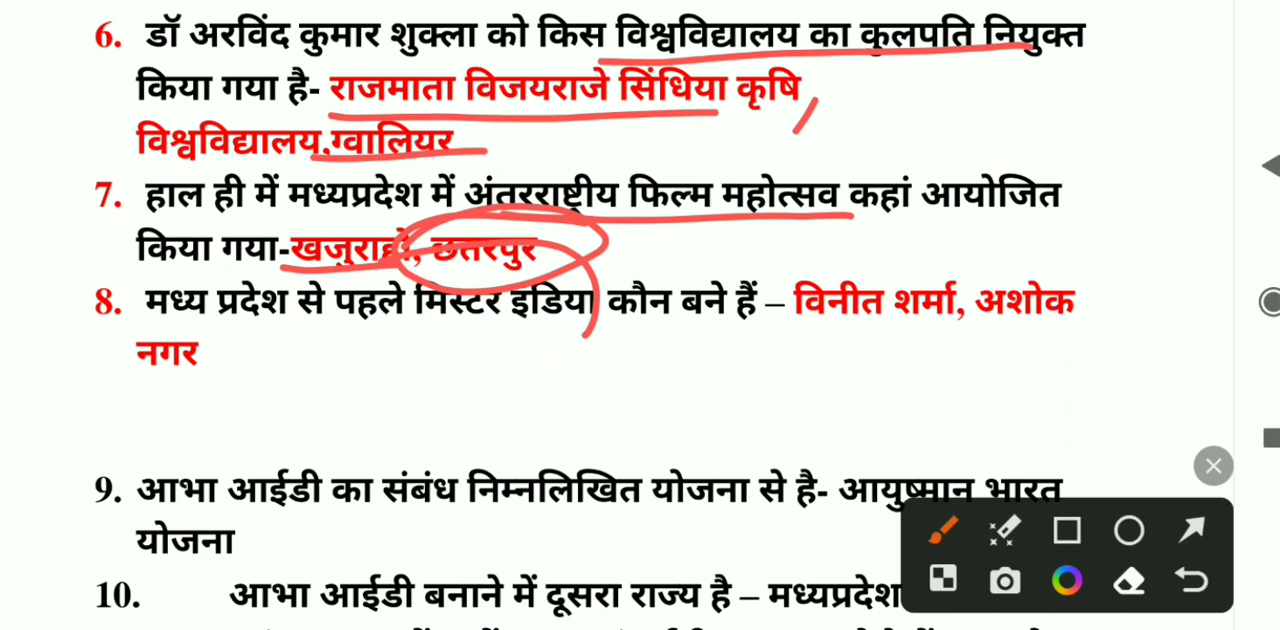 6. डॉ अरविंद कुमार शुक्ला को किस विश्वविद्यालय का कुलपति नियुक्त
किया गया है- राजमाता विजयराजे सिंधिया कृषि
विश्वविद्यालय,ग्वालियर
7. हाल ही में मध्यप्रदेश में अंतरराष्ट्रीय फिल्म महोत्सव कहां आयोजित
किया गया-खजुराहो, छतरपुर
8. मध्य प्रदेश से पहले मिस्टर इंडिया कौन बने हैं – विनीत शर्मा, अशोक
नगर
9. आभा आईडी का संबंध निम्नलिखित योजना से है- आयुष्मान भारत
योजना
10. आभा आईडी बनाने में दूसरा राज्य है – मध्यप्रदेश